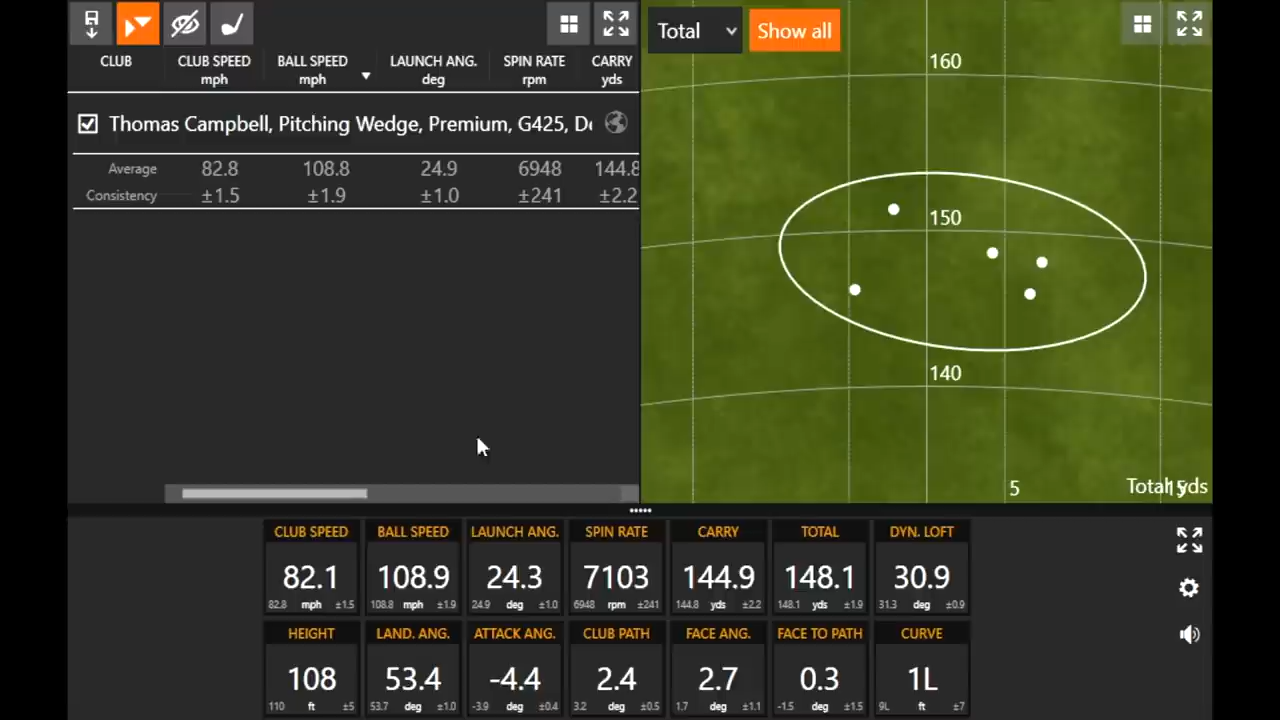 CLUB CLUB SPEED BALL SPEED LAUNCH ANG. SPIN RATE CARRY
mph mph deg rpm yds
Thomas Campbell, Pitching Wedge, Premium, G425, D
Average 82.8 108.8 24.9 6948 144.8
Consistency ±1.5 ±1.9 ±1.0 ±241 ±2.2
Total Show all
160
150
140
5
Total yds
CLUB SPEED BALL SPEED LAUNCH ANG. SPIN RATE CARRY TOTAL DYN. LOFT
82.1 108.9 24.3 7103 144.9 148.1 30.9
82.8 mph ±1.5 108.8 mph ±1.9 24.9 deg ±1.0 6948 rpm ±241 144.8 yds ±2.2 148.1 yds ±1.9 31.3 deg ±0.9
HEIGHT LAND. ANG. ATTACK ANG. CLUB PATH FACE ANG. FACE TO PATH CURVE
108 53.4 -4.4 2.4 2.7 0.3 1L
110 ft ±5 53.7 deg ±1.0 -3.9 deg ±0.4 3.2 deg ±0.5 1.7 deg ±1.1 -1.5 deg ±1.5 9L ft ±7